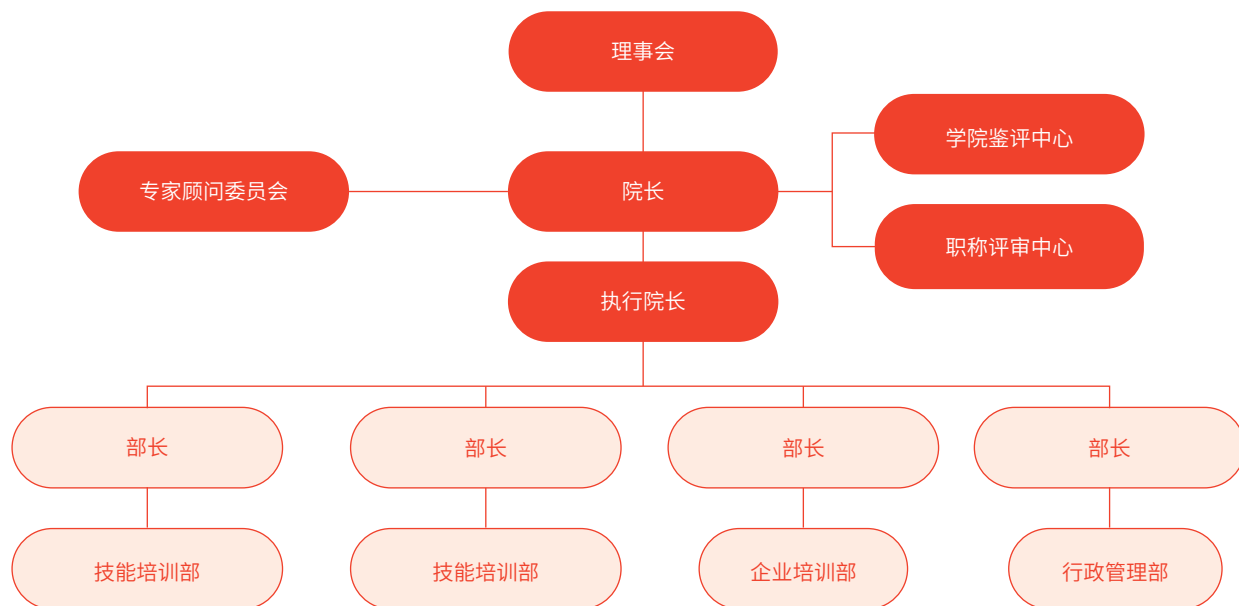 理事会
学院鉴评中心
专家顾问委员会
院长
职称评审中心
执行院长
部长
部长
部长
部长
技能培训部
技能培训部
企业培训部
行政管理部